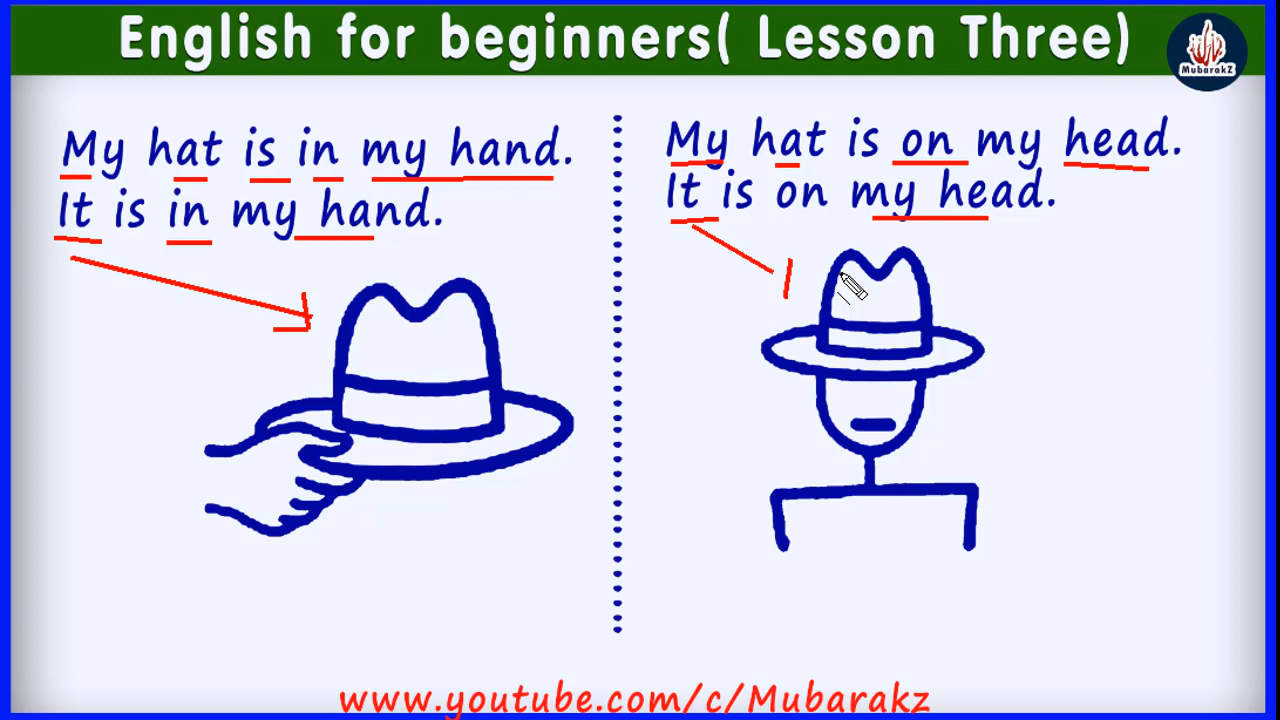 English for beginners( Lesson Three)
MubarakZ
My hat is in my hand.
It is in my hand.
My hat is on my head.
It is on my head.
www.youtube.com/c/Mubarakz